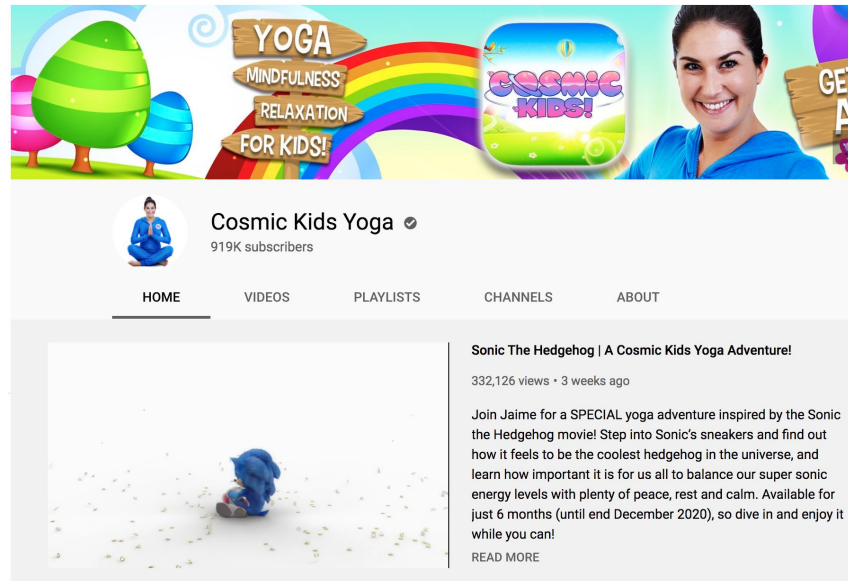 YOGA
MINDFULNESS
RELAXATION
FOR KIDS!
COSMIC
KIDS!
Cosmic Kids Yoga
919K subscribers
HOME VIDEOS PLAYLISTS CHANNELS ABOUT
Sonic The Hedgehog | A Cosmic Kids Yoga Adventure!
332,126 views • 3 weeks ago
Join Jaime for a SPECIAL yoga adventure inspired by the Sonic
the Hedgehog movie! Step into Sonic's sneakers and find out
how it feels to be the coolest hedgehog in the universe, and
learn how important it is for us all to balance our super sonic
energy levels with plenty of peace, rest and calm. Available for
just 6 months (until end December 2020), so dive in and enjoy it
while you can!
READ MORE